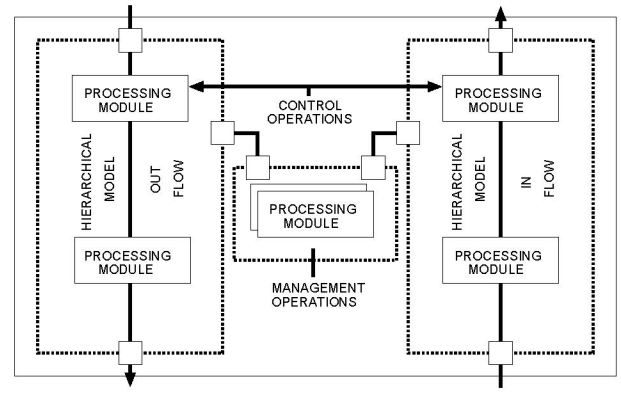 PROCESSING
MODULE
PROCESSING
MODULE
CONTROL
OPERATIONS
HIERARCHICAL
MODEL
OUT
FLOW
HIERARCHICAL
MODEL
IN
FLOW
PROCESSING
MODULE
PROCESSING
MODULE
PROCESSING
MODULE
MANAGEMENT
OPERATIONS